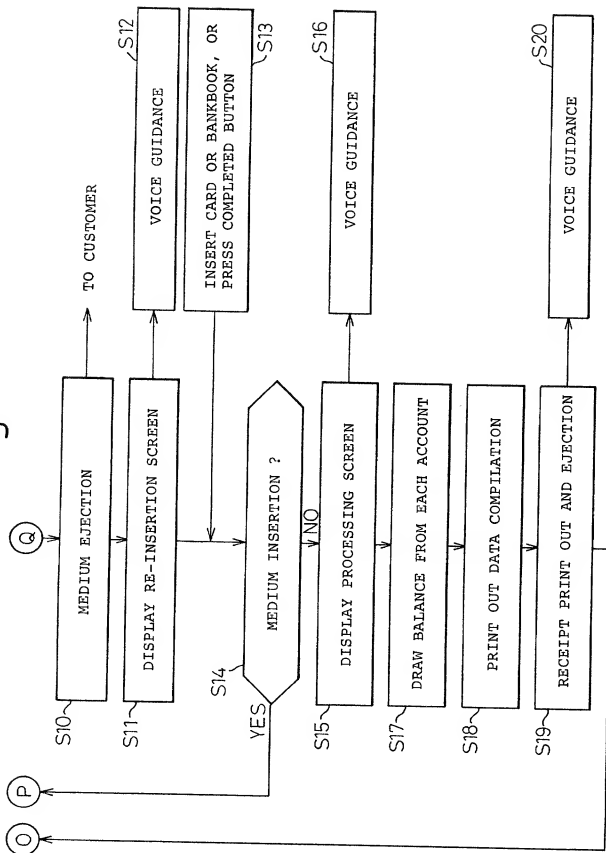 Q
S10
MEDIUM EJECTION
TO CUSTOMER
S11
DISPLAY RE-INSERTION SCREEN
S12
VOICE GUIDANCE
S13
INSERT CARD OR BANKBOOK, OR
PRESS COMPLETED BUTTON
P
O
S14
MEDIUM INSERTION ?
YES
NO
S15
DISPLAY PROCESSING SCREEN
S16
VOICE GUIDANCE
S17
DRAW BALANCE FROM EACH ACCOUNT
S18
PRINT OUT DATA COMPILATION
S19
RECEIPT PRINT OUT AND EJECTION
S20
VOICE GUIDANCE